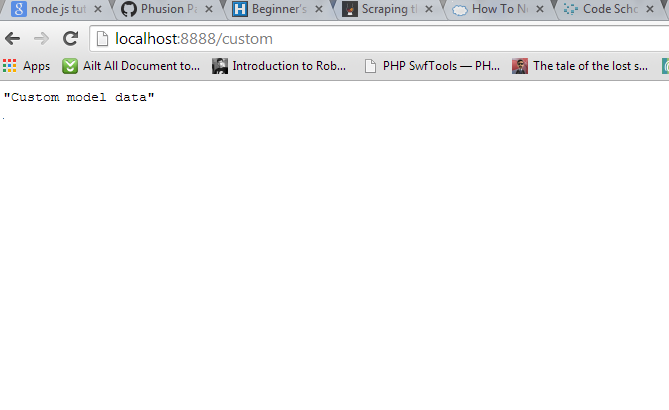 node js tut Phusion Pa Beginner's Scraping th How To No Code Scho
localhost:8888/custom
Apps Ailt All Document to... Introduction to Rob... PHP SwfTools — PH... The tale of the lost s...
"Custom model data"